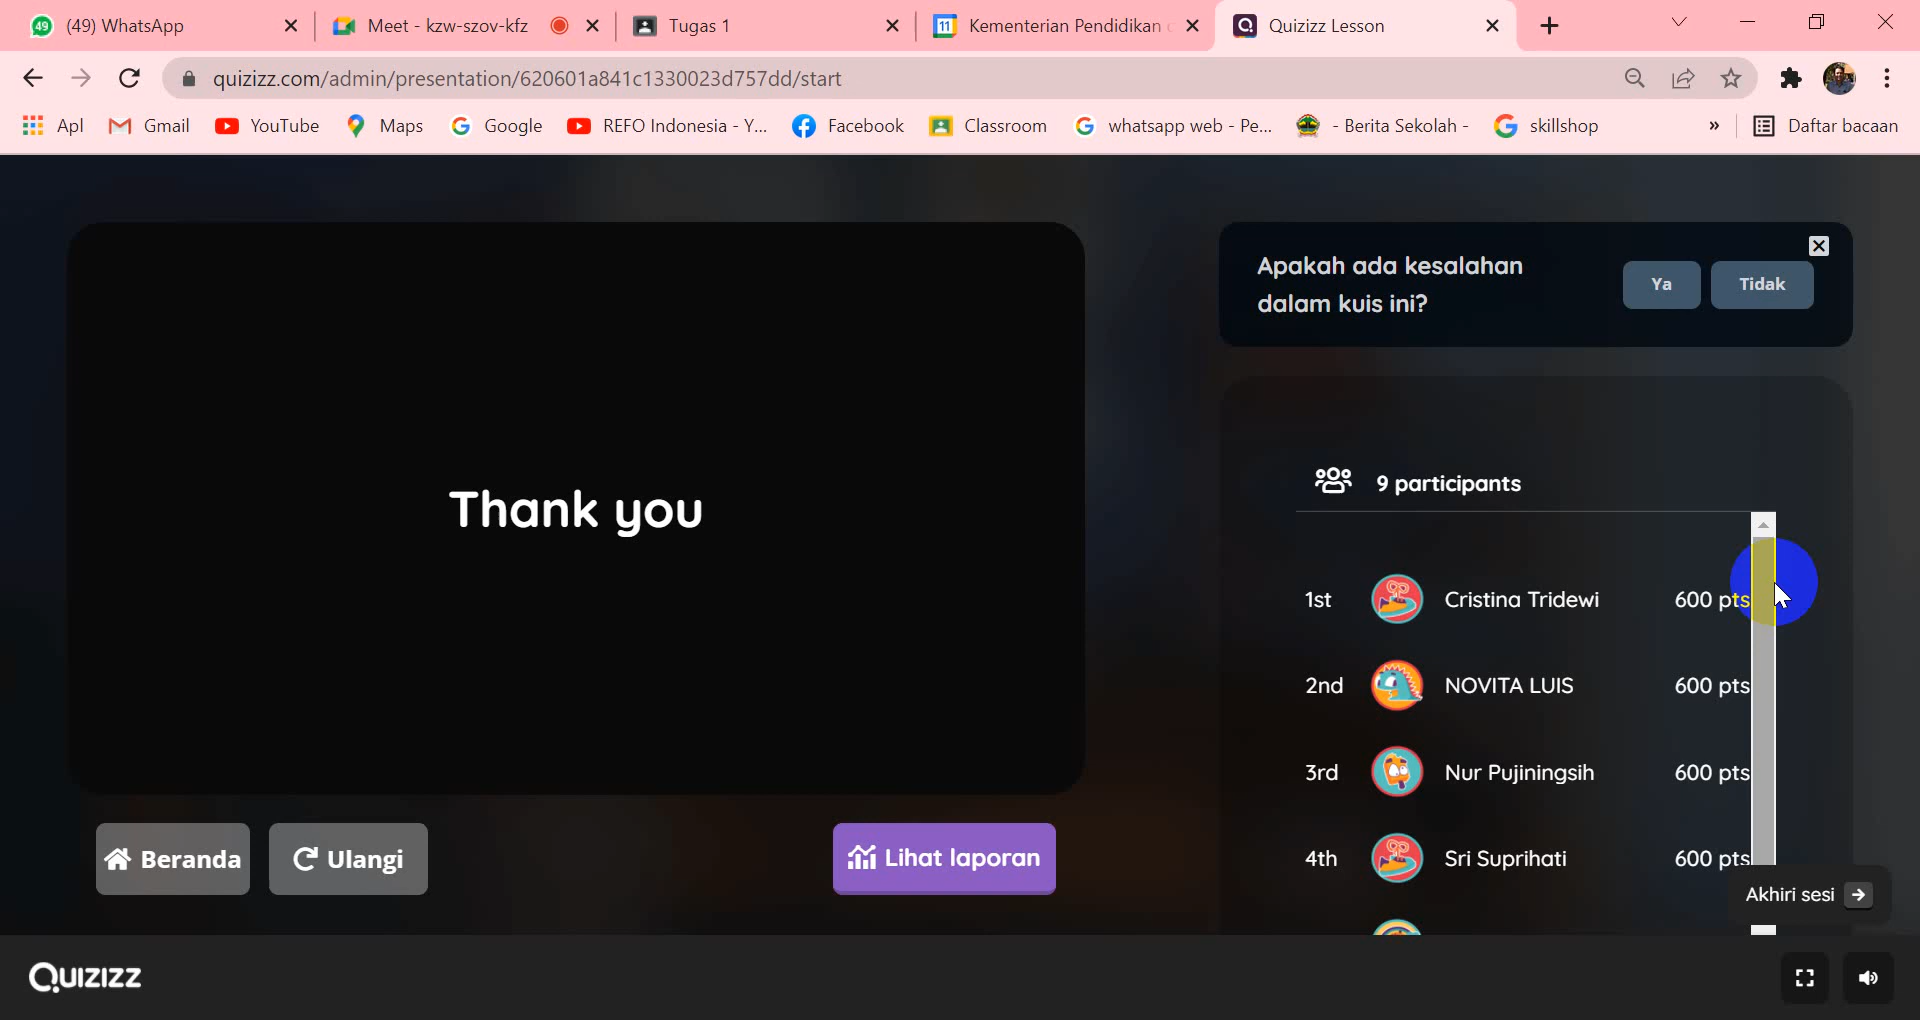 49 (49) WhatsApp
Meet - kzw-szov-kfz
Tugas 1
11 Kementerian Pendidikan
Quizizz Lesson
quizizz.com/admin/presentation/620601a841c1330023d757dd/start
Apl
Gmail
YouTube
Maps
Google
REFO Indonesia - Y...
Facebook
Classroom
whatsapp web - Pe...
- Berita Sekolah -
skillshop
»
Daftar bacaan
Thank you
Beranda
Ulangi
Lihat laporan
Apakah ada kesalahan
dalam kuis ini?
Ya
Tidak
9 participants
1st Cristina Tridewi 600 pts
2nd NOVITA LUIS 600 pts
3rd Nur Pujiningsih 600 pts
4th Sri Suprihati 600 pts
Akhiri sesi
QUIZIZZ